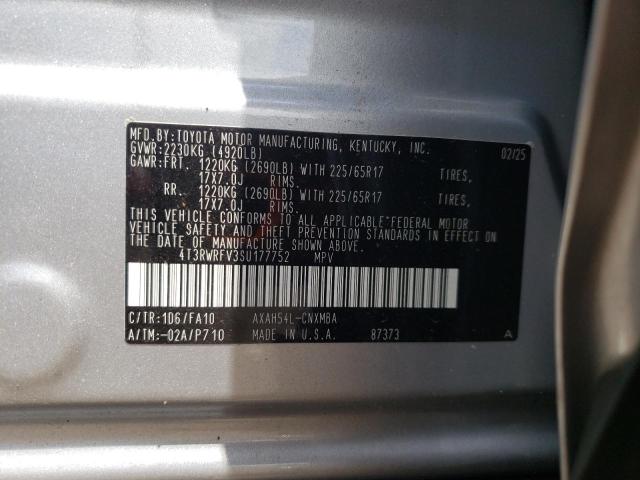 MFD.BY:TOYOTA MOTOR MANUFACTURING, KENTUCKY, INC.
GVWR:2230KG (4920LB) 02/25
GAWR:FRT. 1220KG (2690LB) WITH 225/65R17 TIRES,
17X7.0J RIMS.
RR. 1220KG (2690LB) WITH 225/65R17 TIRES,
17X7.0J RIMS.
THIS VEHICLE CONFORMS TO ALL APPLICABLE FEDERAL MOTOR
VEHICLE SAFETY AND THEFT PREVENTION STANDARDS IN EFFECT ON
THE DATE OF MANUFACTURE SHOWN ABOVE.
4T3RWRFV3SU177752 MPV
C/TR:1D6/FA10 AXAH54L-CNXMBA
A/TM:-02A/P710 MADE IN U.S.A. 87373 A